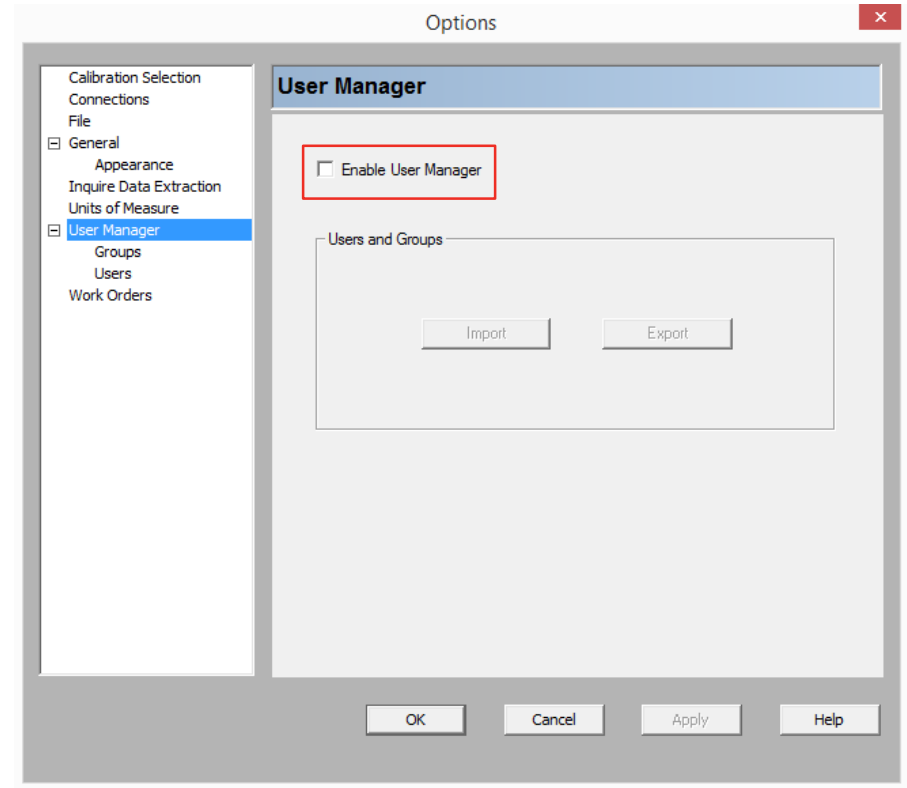 Options
Calibration Selection
Connections
File
General
Appearance
Inquire Data Extraction
Units of Measure
User Manager
Groups
Users
Work Orders
User Manager
Enable User Manager
Users and Groups
Import
Export
OK
Cancel
Apply
Help